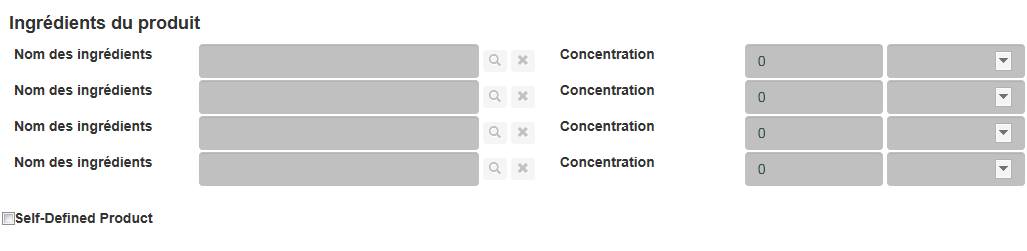 Ingrédients du produit
Nom des ingrédients Concentration 0
Nom des ingrédients Concentration 0
Nom des ingrédients Concentration 0
Nom des ingrédients Concentration 0
Self-Defined Product